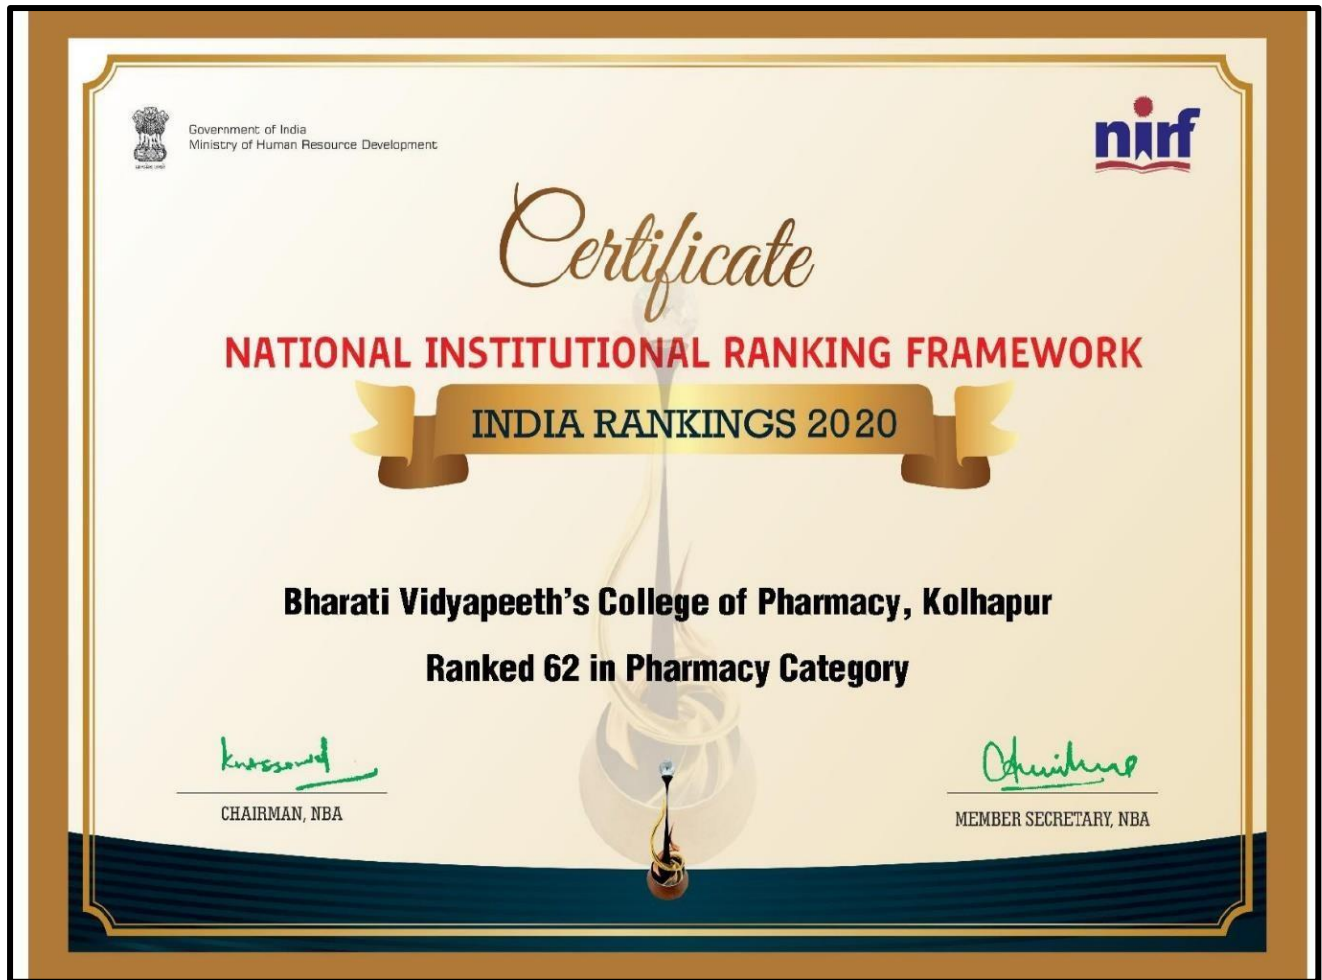 Government of India
Ministry of Human Resource Development
nirf
Certificate
NATIONAL INSTITUTIONAL RANKING FRAMEWORK
INDIA RANKINGS 2020
Bharati Vidyapeeth's College of Pharmacy, Kolhapur
Ranked 62 in Pharmacy Category
CHAIRMAN, NBA
MEMBER SECRETARY, NBA